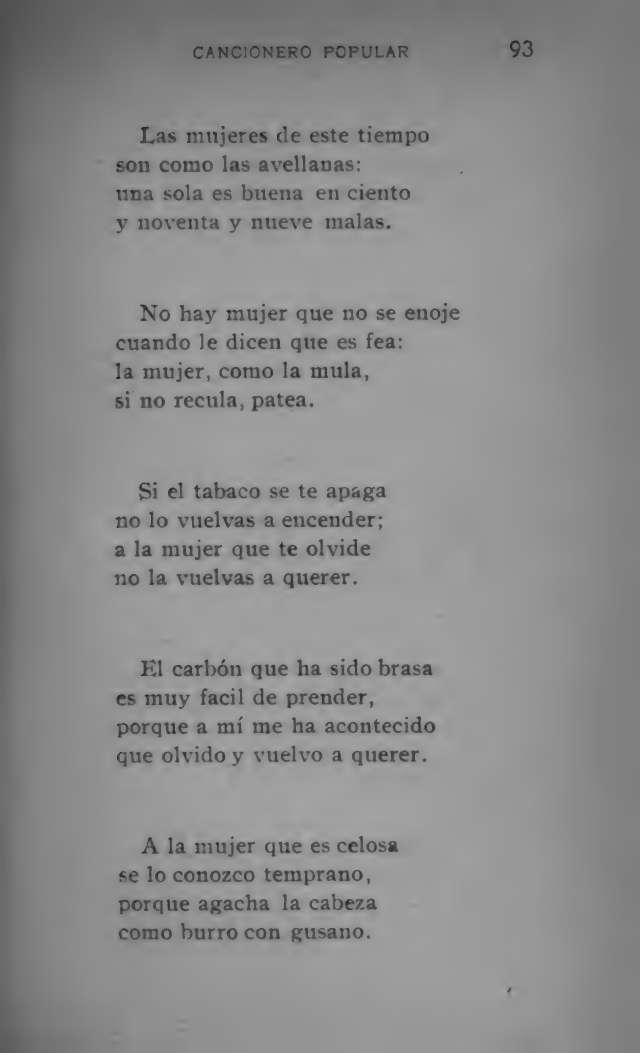 CANCIONERO POPULAR 93
Las mujeres de este tiempo
son como las avellanas:
una sola es buena en ciento
y noventa y nueve malas.
No hay mujer que no se enoje
cuando le dicen que es fea:
la mujer, como la mula,
si no recula, patea.
Si el tabaco se te apaga
no lo vuelvas a encender;
a la mujer que te olvide
no la vuelvas a querer.
El carbón que ha sido brasa
es muy facil de prender,
porque a mí me ha acontecido
que olvido y vuelvo a querer.
A la mujer que es celosa
se lo conozco temprano,
porque agacha la cabeza
como burro con gusano.